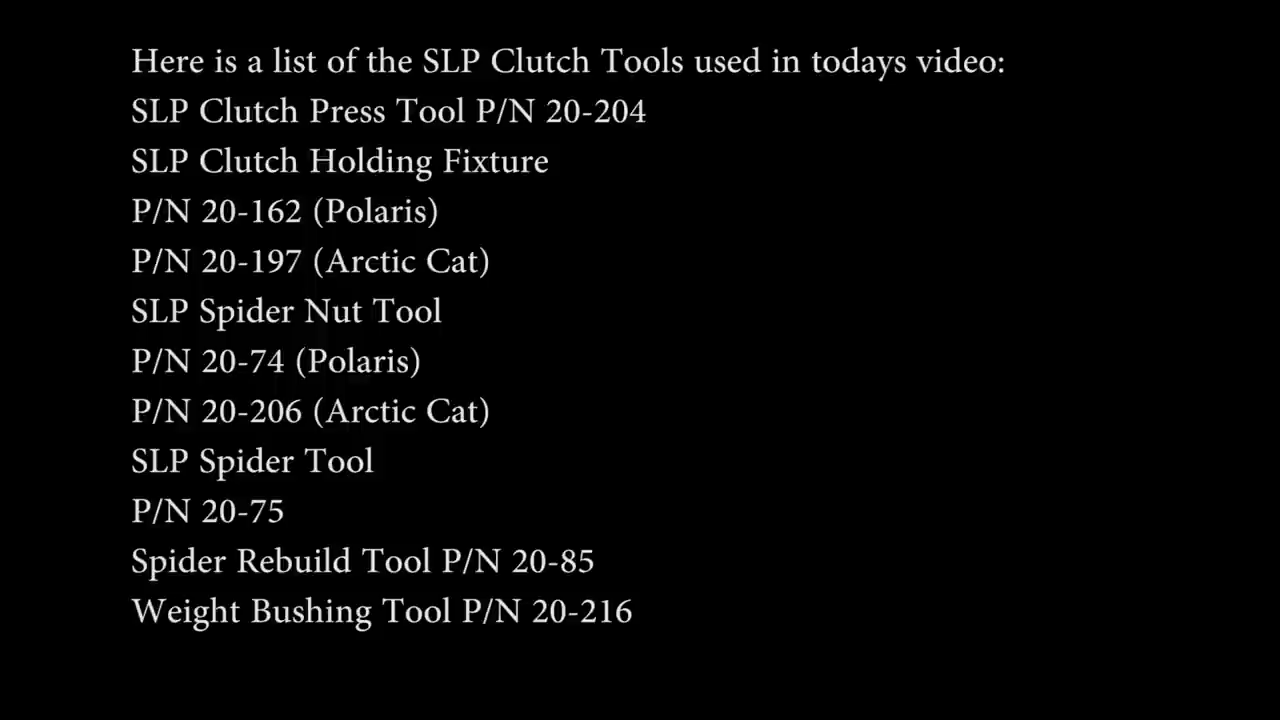 Here is a list of the SLP Clutch Tools used in todays video:
SLP Clutch Press Tool P/N 20-204
SLP Clutch Holding Fixture
P/N 20-162 (Polaris)
P/N 20-197 (Arctic Cat)
SLP Spider Nut Tool
P/N 20-74 (Polaris)
P/N 20-206 (Arctic Cat)
SLP Spider Tool
P/N 20-75
Spider Rebuild Tool P/N 20-85
Weight Bushing Tool P/N 20-216